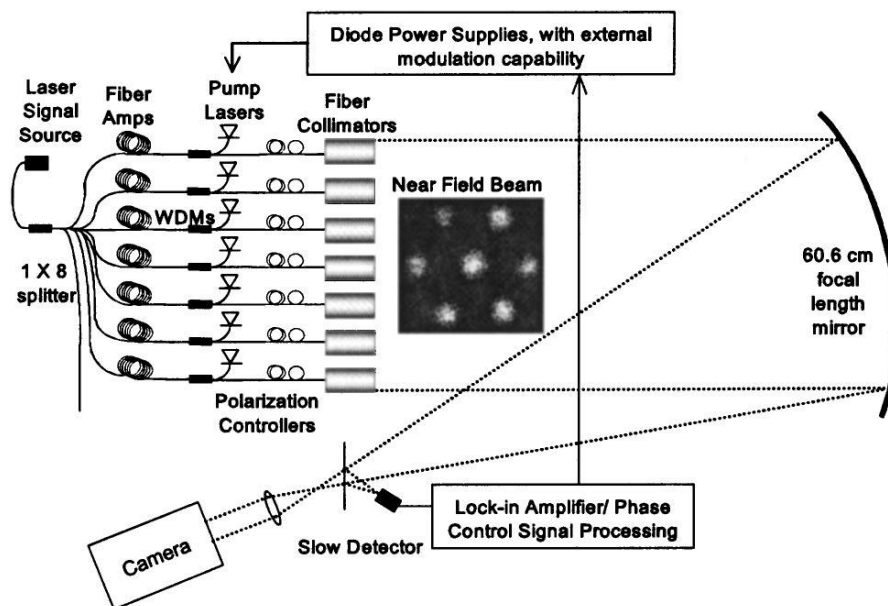 Diode Power Supplies, with external
modulation capability
Laser
Signal
Source
Fiber
Amps
Pump
Lasers
Fiber
Collimators
Near Field Beam
WDMs
1 X 8
splitter
60.6 cm
focal
length
mirror
Polarization
Controllers
Lock-in Amplifier/ Phase
Control Signal Processing
Slow Detector
Camera